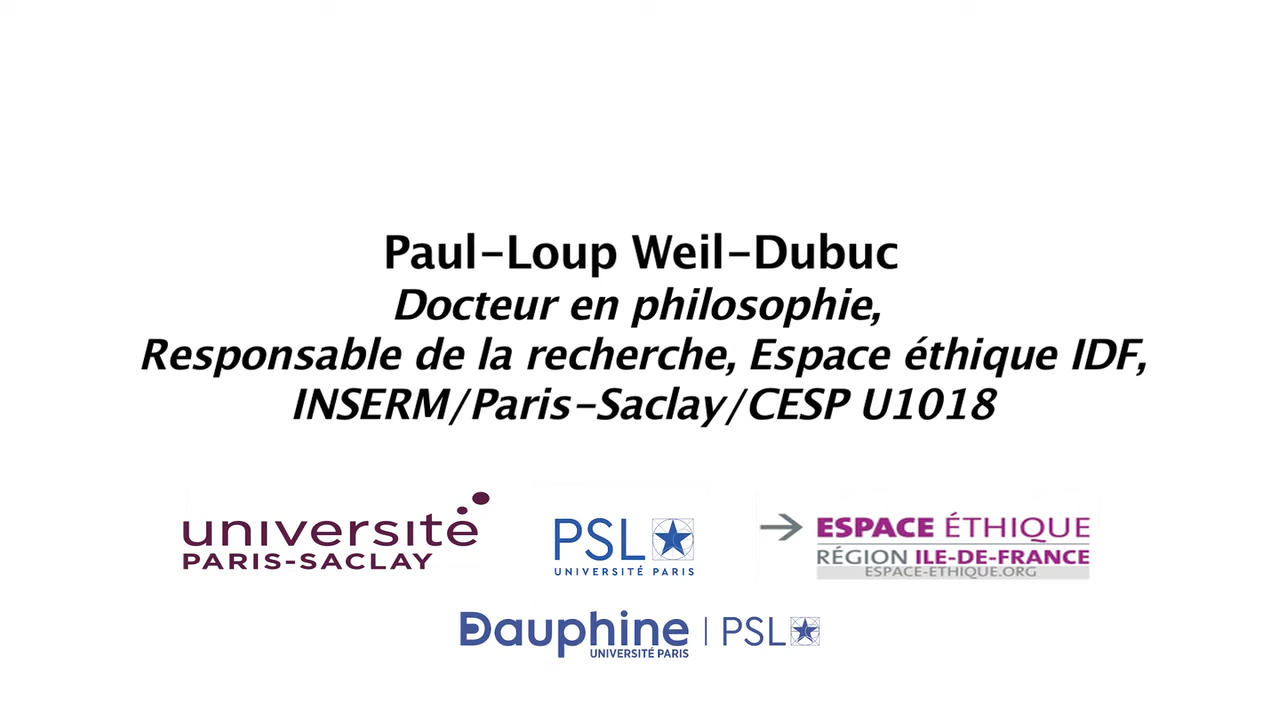 Paul-Loup Weil-Dubuc
Docteur en philosophie,
Responsable de la recherche, Espace éthique IDF,
INSERM/Paris-Saclay/CESP U1018
université
PARIS-SACLAY
PSL
UNIVERSITÉ PARIS
ESPACE ÉTHIQUE
RÉGION ILE-DE-FRANCE
ESPACE-ETHIQUE.ORG
Dauphine | PSL
UNIVERSITÉ PARIS